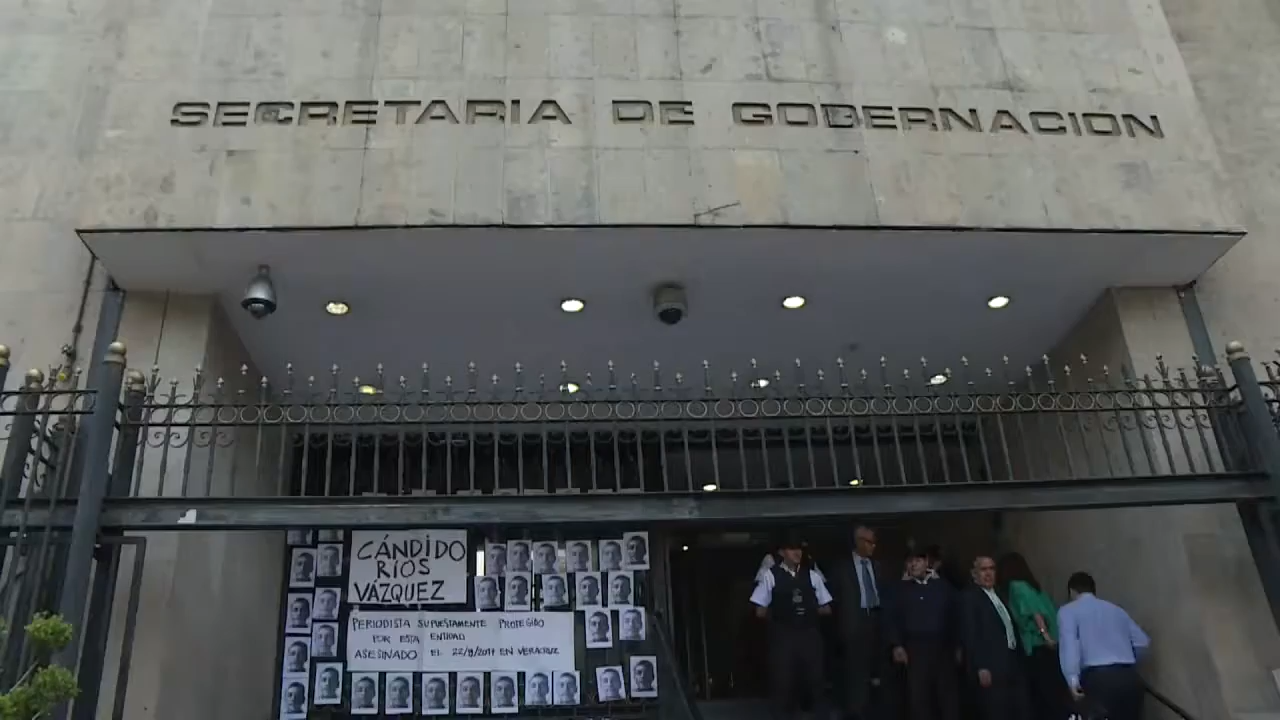 SECRETARIA DE GOBERNACION
CÁNDIDO
RÍOS
VÁZQUEZ
PERIODISTA SUPUESTAMENTE PROTEGIDO
POR ESTA ENTIDAD
ASESINADO EL 22/8/2017 EN VERACRUZ